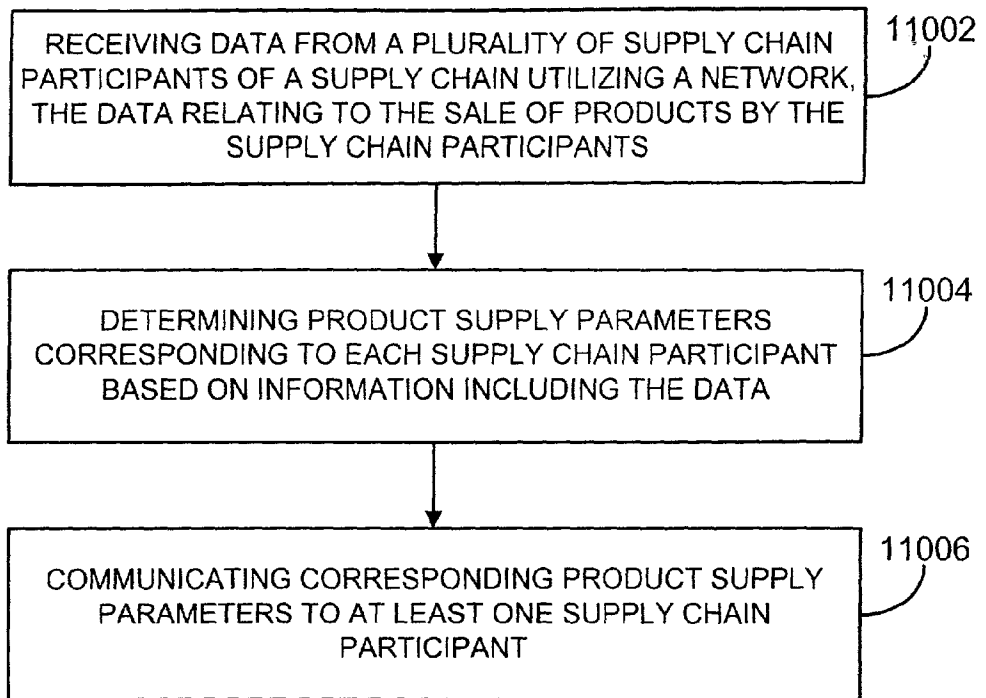 RECEIVING DATA FROM A PLURALITY OF SUPPLY CHAIN
PARTICIPANTS OF A SUPPLY CHAIN UTILIZING A NETWORK,
THE DATA RELATING TO THE SALE OF PRODUCTS BY THE
SUPPLY CHAIN PARTICIPANTS
11002
DETERMINING PRODUCT SUPPLY PARAMETERS
CORRESPONDING TO EACH SUPPLY CHAIN PARTICIPANT
BASED ON INFORMATION INCLUDING THE DATA
11004
COMMUNICATING CORRESPONDING PRODUCT SUPPLY
PARAMETERS TO AT LEAST ONE SUPPLY CHAIN
PARTICIPANT
11006